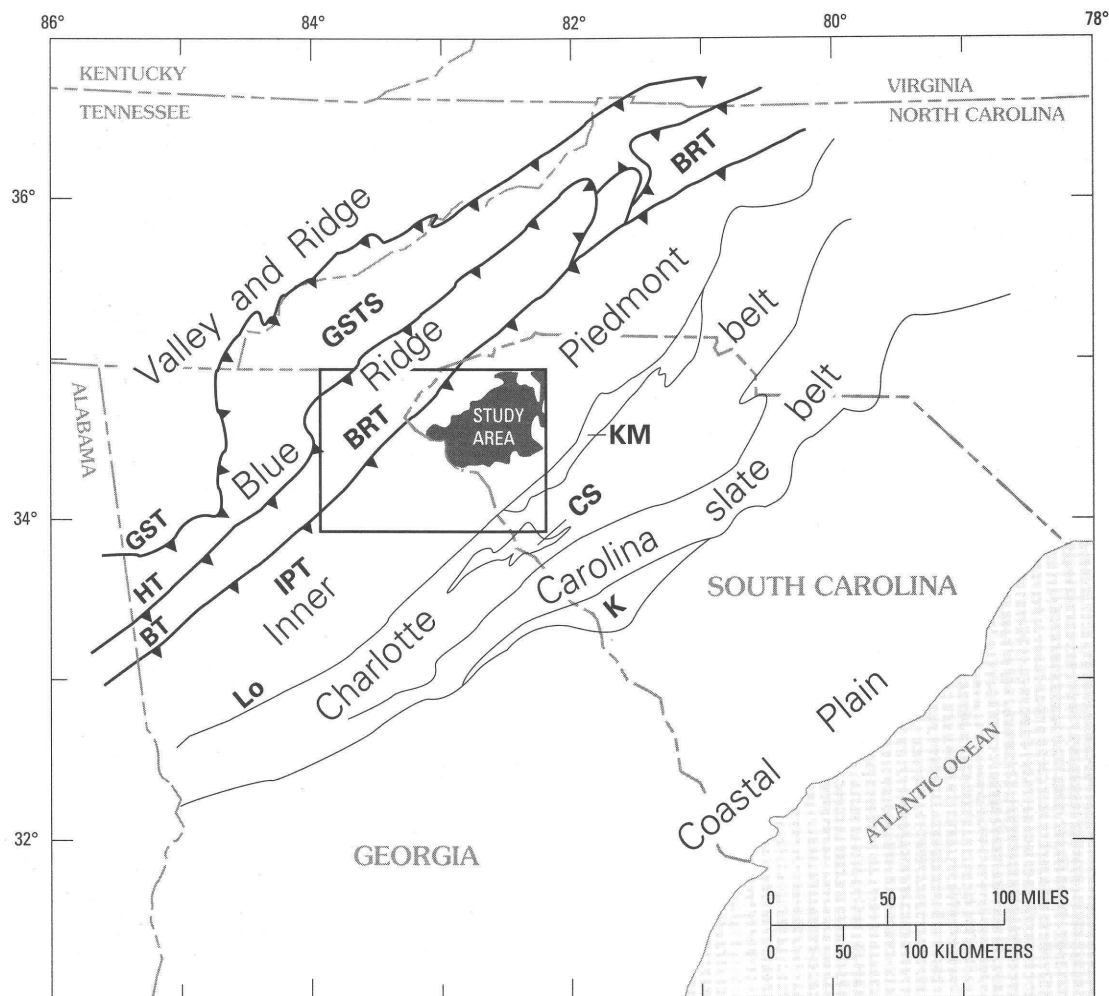 86°
84°
82°
80°
78°
KENTUCKY
TENNESSEE
VIRGINIA
NORTH CAROLINA
36°
34°
32°
BRT
Valley and Ridge
GSTS
Piedmont
belt
Blue Ridge
BRT
STUDY
AREA
KM
belt
ALABAMA
GST
HT
BT
IPT
Inner
CS
Carolina slate
SOUTH CAROLINA
K
Lo
Charlotte
Coastal Plain
ATLANTIC OCEAN
GEORGIA
0 50 100 MILES
0 50 100 KILOMETERS